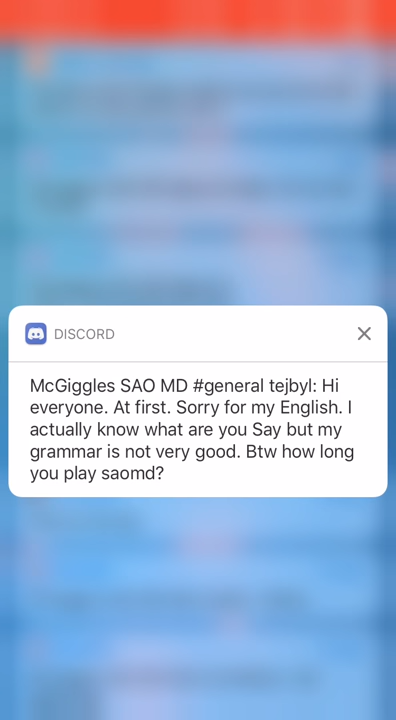 DISCORD
McGiggles SAO MD #general tejbyl: Hi
everyone. At first. Sorry for my English. I
actually know what are you Say but my
grammar is not very good. Btw how long
you play saomd?